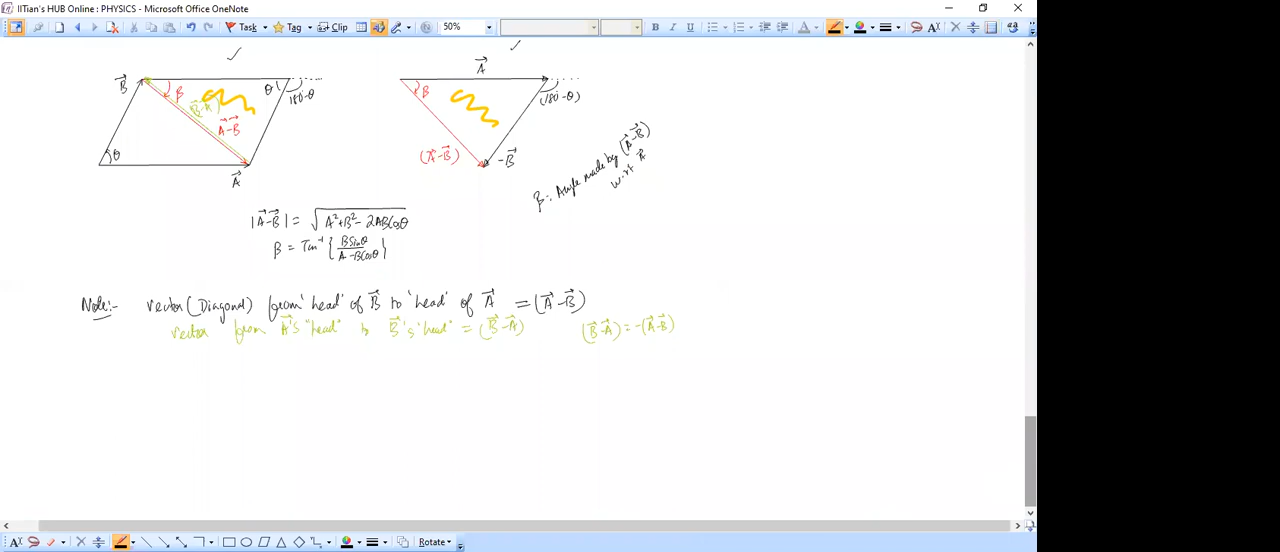 IITian's HUB Online : PHYSICS - Microsoft Office OneNote
Task
Tag
Clip
50%
B I U
A
B⃗
β
B⃗-A⃗
A⃗-B⃗
θ
180-θ
θ
A⃗
A⃗
β
(180-θ)
(A⃗-B⃗)
-B⃗
β: Angle made by (A⃗-B⃗)
w.r.t A⃗
|A⃗-B⃗| = √A²+B²-2ABCosθ
β = Tan⁻¹ { BSinθ / A-BCosθ }
Note:- vector (Diagonal) from 'head' of B⃗ to 'head' of A⃗ = (A⃗-B⃗)
vector from A⃗'s "head" to B⃗'s 'head' = (B⃗-A⃗) (B⃗-A⃗) = -(A⃗-B⃗)
Rotate